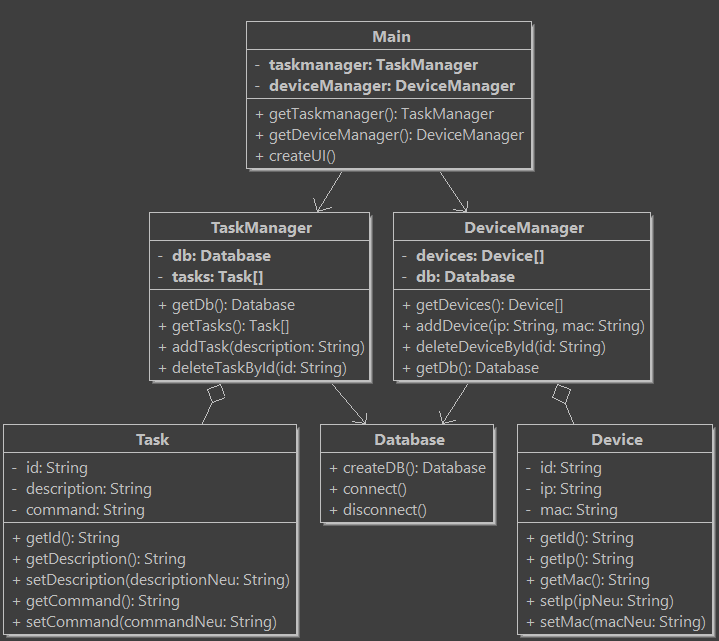 Main
- taskmanager: TaskManager
- deviceManager: DeviceManager
+ getTaskmanager(): TaskManager
+ getDeviceManager(): DeviceManager
+ createUI()
TaskManager
- db: Database
- tasks: Task[]
+ getDb(): Database
+ getTasks(): Task[]
+ addTask(description: String)
+ deleteTaskById(id: String)
DeviceManager
- devices: Device[]
- db: Database
+ getDevices(): Device[]
+ addDevice(ip: String, mac: String)
+ deleteDeviceById(id: String)
+ getDb(): Database
Task
- id: String
- description: String
- command: String
+ getId(): String
+ getDescription(): String
+ setDescription(descriptionNeu: String)
+ getCommand(): String
+ setCommand(commandNeu: String)
Database
+ createDB(): Database
+ connect()
+ disconnect()
Device
- id: String
- ip: String
- mac: String
+ getId(): String
+ getIp(): String
+ getMac(): String
+ setIp(ipNeu: String)
+ setMac(macNeu: String)